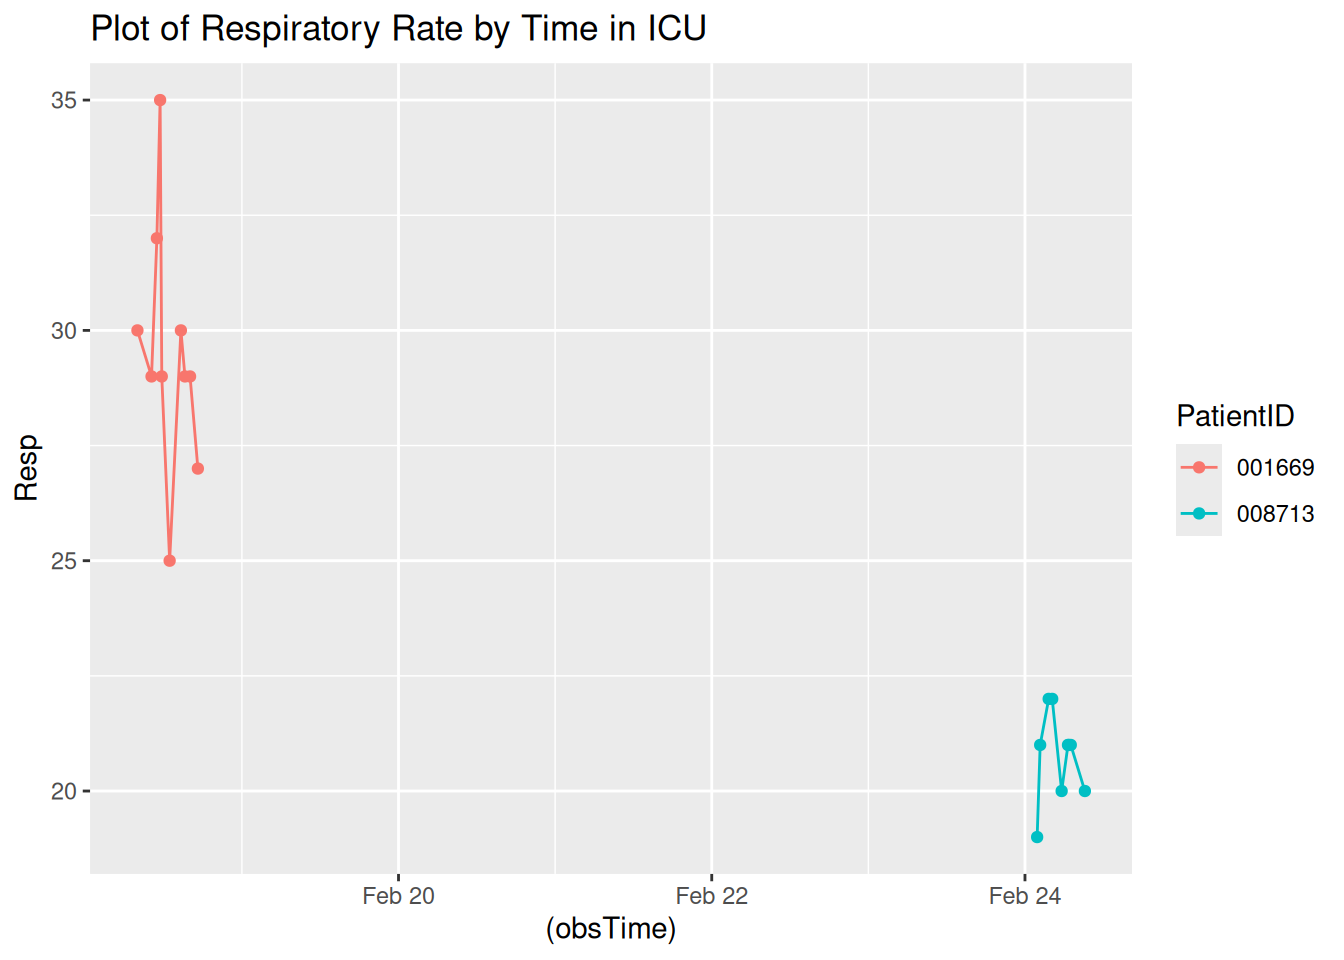 Plot of Respiratory Rate by Time in ICU
35
30
25
20
Resp
Feb 20
Feb 22
Feb 24
(obsTime)
PatientID
001669
008713